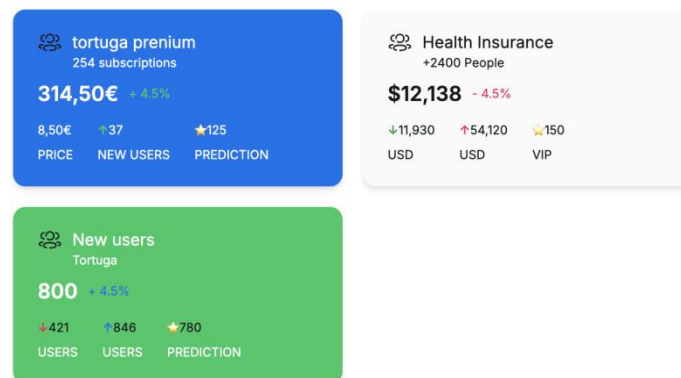 tortuga prenium
254 subscriptions
314,50€ + 4.5%
8,50€ ↑37 ⭐125
PRICE NEW USERS PREDICTION
Health Insurance
+2400 People
$12,138 - 4.5%
↓11,930 ↑54,120 ⭐150
USD USD VIP
New users
Tortuga
800 + 4.5%
↓421 ↑846 ⭐780
USERS USERS PREDICTION